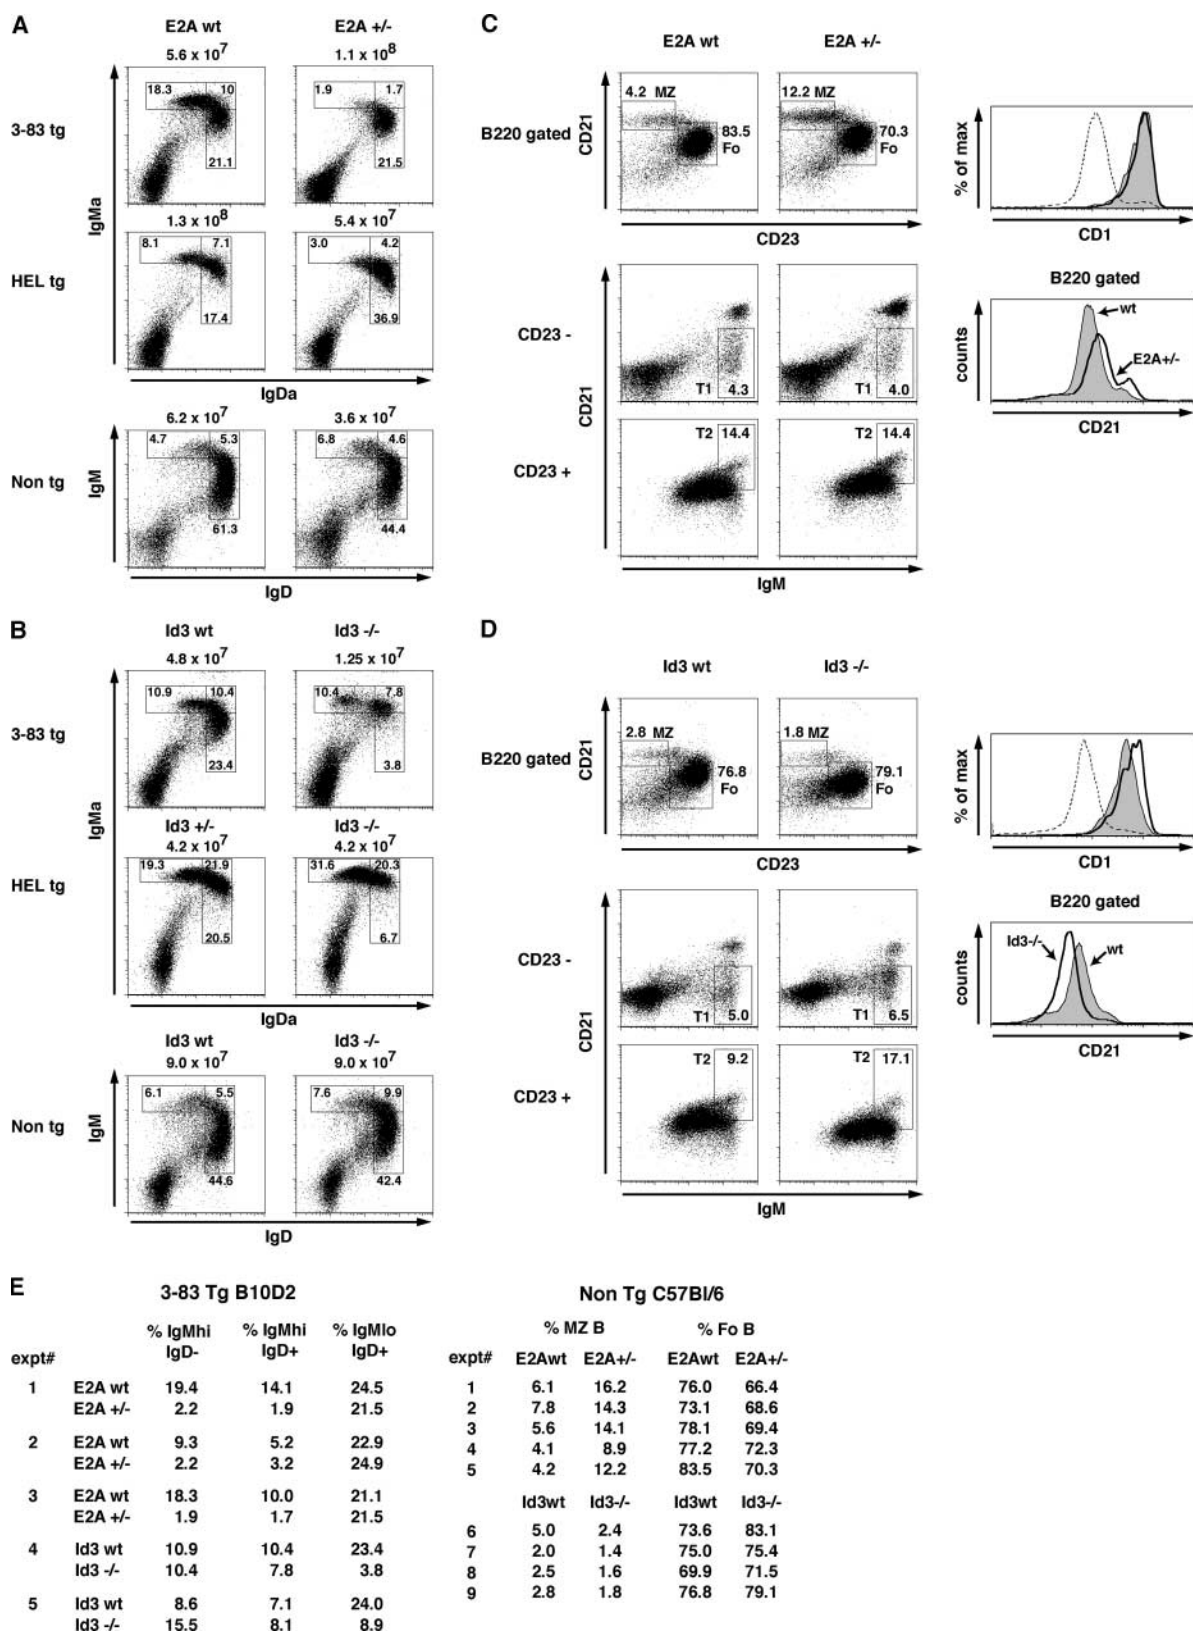 A
E2A wt
E2A +/-
5.6 x 10^7
1.1 x 10^8
3-83 tg
18.3
10
21.1
1.9
1.7
21.5
IgMa
1.3 x 10^8
5.4 x 10^7
HEL tg
8.1
7.1
17.4
3.0
4.2
36.9
IgDa
6.2 x 10^7
3.6 x 10^7
Non tg
IgM
4.7
5.3
61.3
6.8
4.6
44.4
IgD
B
Id3 wt
Id3 -/-
4.8 x 10^7
1.25 x 10^7
3-83 tg
10.9
10.4
23.4
10.4
7.8
3.8
IgMa
Id3 +/-
Id3 -/-
4.2 x 10^7
4.2 x 10^7
HEL tg
19.3
21.9
20.5
31.6
20.3
6.7
IgDa
Id3 wt
Id3 -/-
9.0 x 10^7
9.0 x 10^7
Non tg
IgM
6.1
5.5
44.6
7.6
9.9
42.4
IgD
C
E2A wt
E2A +/-
B220 gated
CD21
4.2 MZ
83.5
Fo
12.2 MZ
70.3
Fo
CD23
% of max
CD1
CD23 -
T1
4.3
T1
4.0
CD21
CD23 +
T2
14.4
T2
14.4
IgM
B220 gated
wt
E2A+/-
counts
CD21
D
Id3 wt
Id3 -/-
B220 gated
CD21
2.8 MZ
76.8
Fo
1.8 MZ
79.1
Fo
CD23
% of max
CD1
CD23 -
T1
5.0
T1
6.5
CD21
CD23 +
T2
9.2
T2
17.1
IgM
B220 gated
Id3-/-
wt
counts
CD21
E
3-83 Tg B10D2
% IgMhi IgD-
% IgMhi IgD+
% IgMlo IgD+
expt#
1 E2A wt 19.4 14.1 24.5
E2A +/- 2.2 1.9 21.5
2 E2A wt 9.3 5.2 22.9
E2A +/- 2.2 3.2 24.9
3 E2A wt 18.3 10.0 21.1
E2A +/- 1.9 1.7 21.5
4 Id3 wt 10.9 10.4 23.4
Id3 -/- 10.4 7.8 3.8
5 Id3 wt 8.6 7.1 24.0
Id3 -/- 15.5 8.1 8.9
Non Tg C57Bl/6
% MZ B % Fo B
expt# E2Awt E2A+/- E2Awt E2A+/-
1 6.1 16.2 76.0 66.4
2 7.8 14.3 73.1 68.6
3 5.6 14.1 78.1 69.4
4 4.1 8.9 77.2 72.3
5 4.2 12.2 83.5 70.3
Id3wt Id3-/- Id3wt Id3-/-
6 5.0 2.4 73.6 83.1
7 2.0 1.4 75.0 75.4
8 2.5 1.6 69.9 71.5
9 2.8 1.8 76.8 79.1